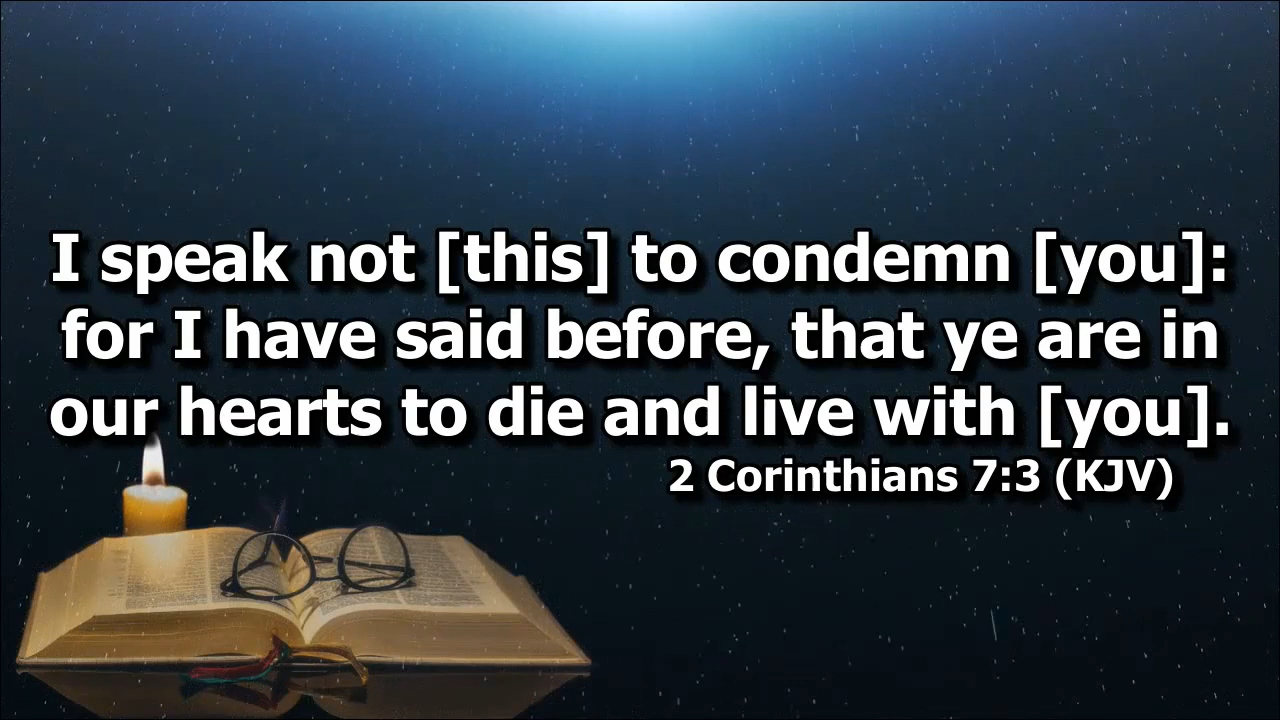 I speak not [this] to condemn [you]:
for I have said before, that ye are in
our hearts to die and live with [you].
2 Corinthians 7:3 (KJV)